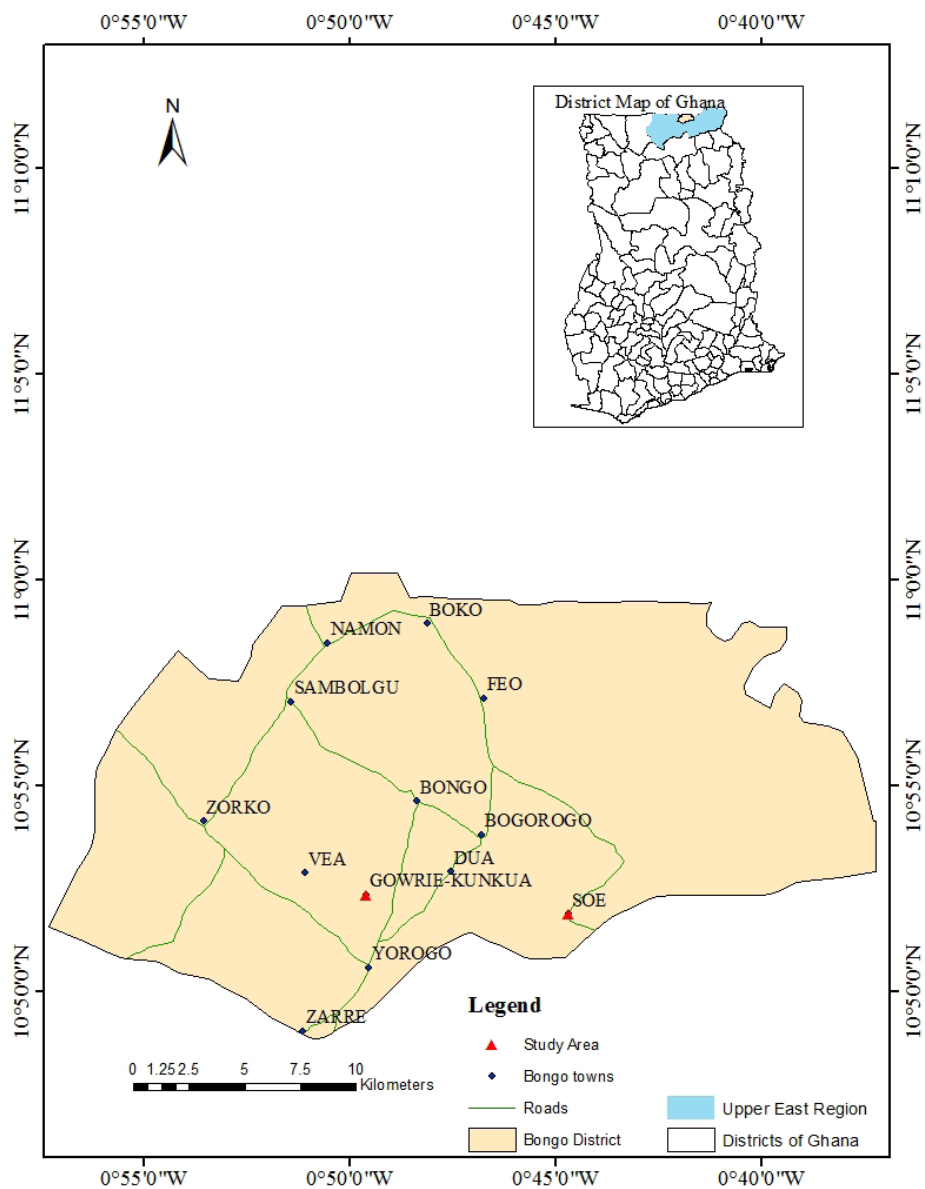 0°55'0"W 0°50'0"W 0°45'0"W 0°40'0"W
N
District Map of Ghana
11°10'0"N 11°10'0"N
11°5'0"N 11°5'0"N
11°0'0"N 11°0'0"N
BOKO
NAMON
FEO
SAMBOLGU
10°55'0"N 10°55'0"N
BONGO
ZORKO
BOGOROGO
VEA
DUA
GOWRIE-KUNKUA
SOE
YOROGO
10°50'0"N 10°50'0"N
ZARRE
Legend
Study Area
Bongo towns
Roads
Bongo District
Upper East Region
Districts of Ghana
0 1.25 2.5 5 7.5 10
Kilometers
0°55'0"W 0°50'0"W 0°45'0"W 0°40'0"W